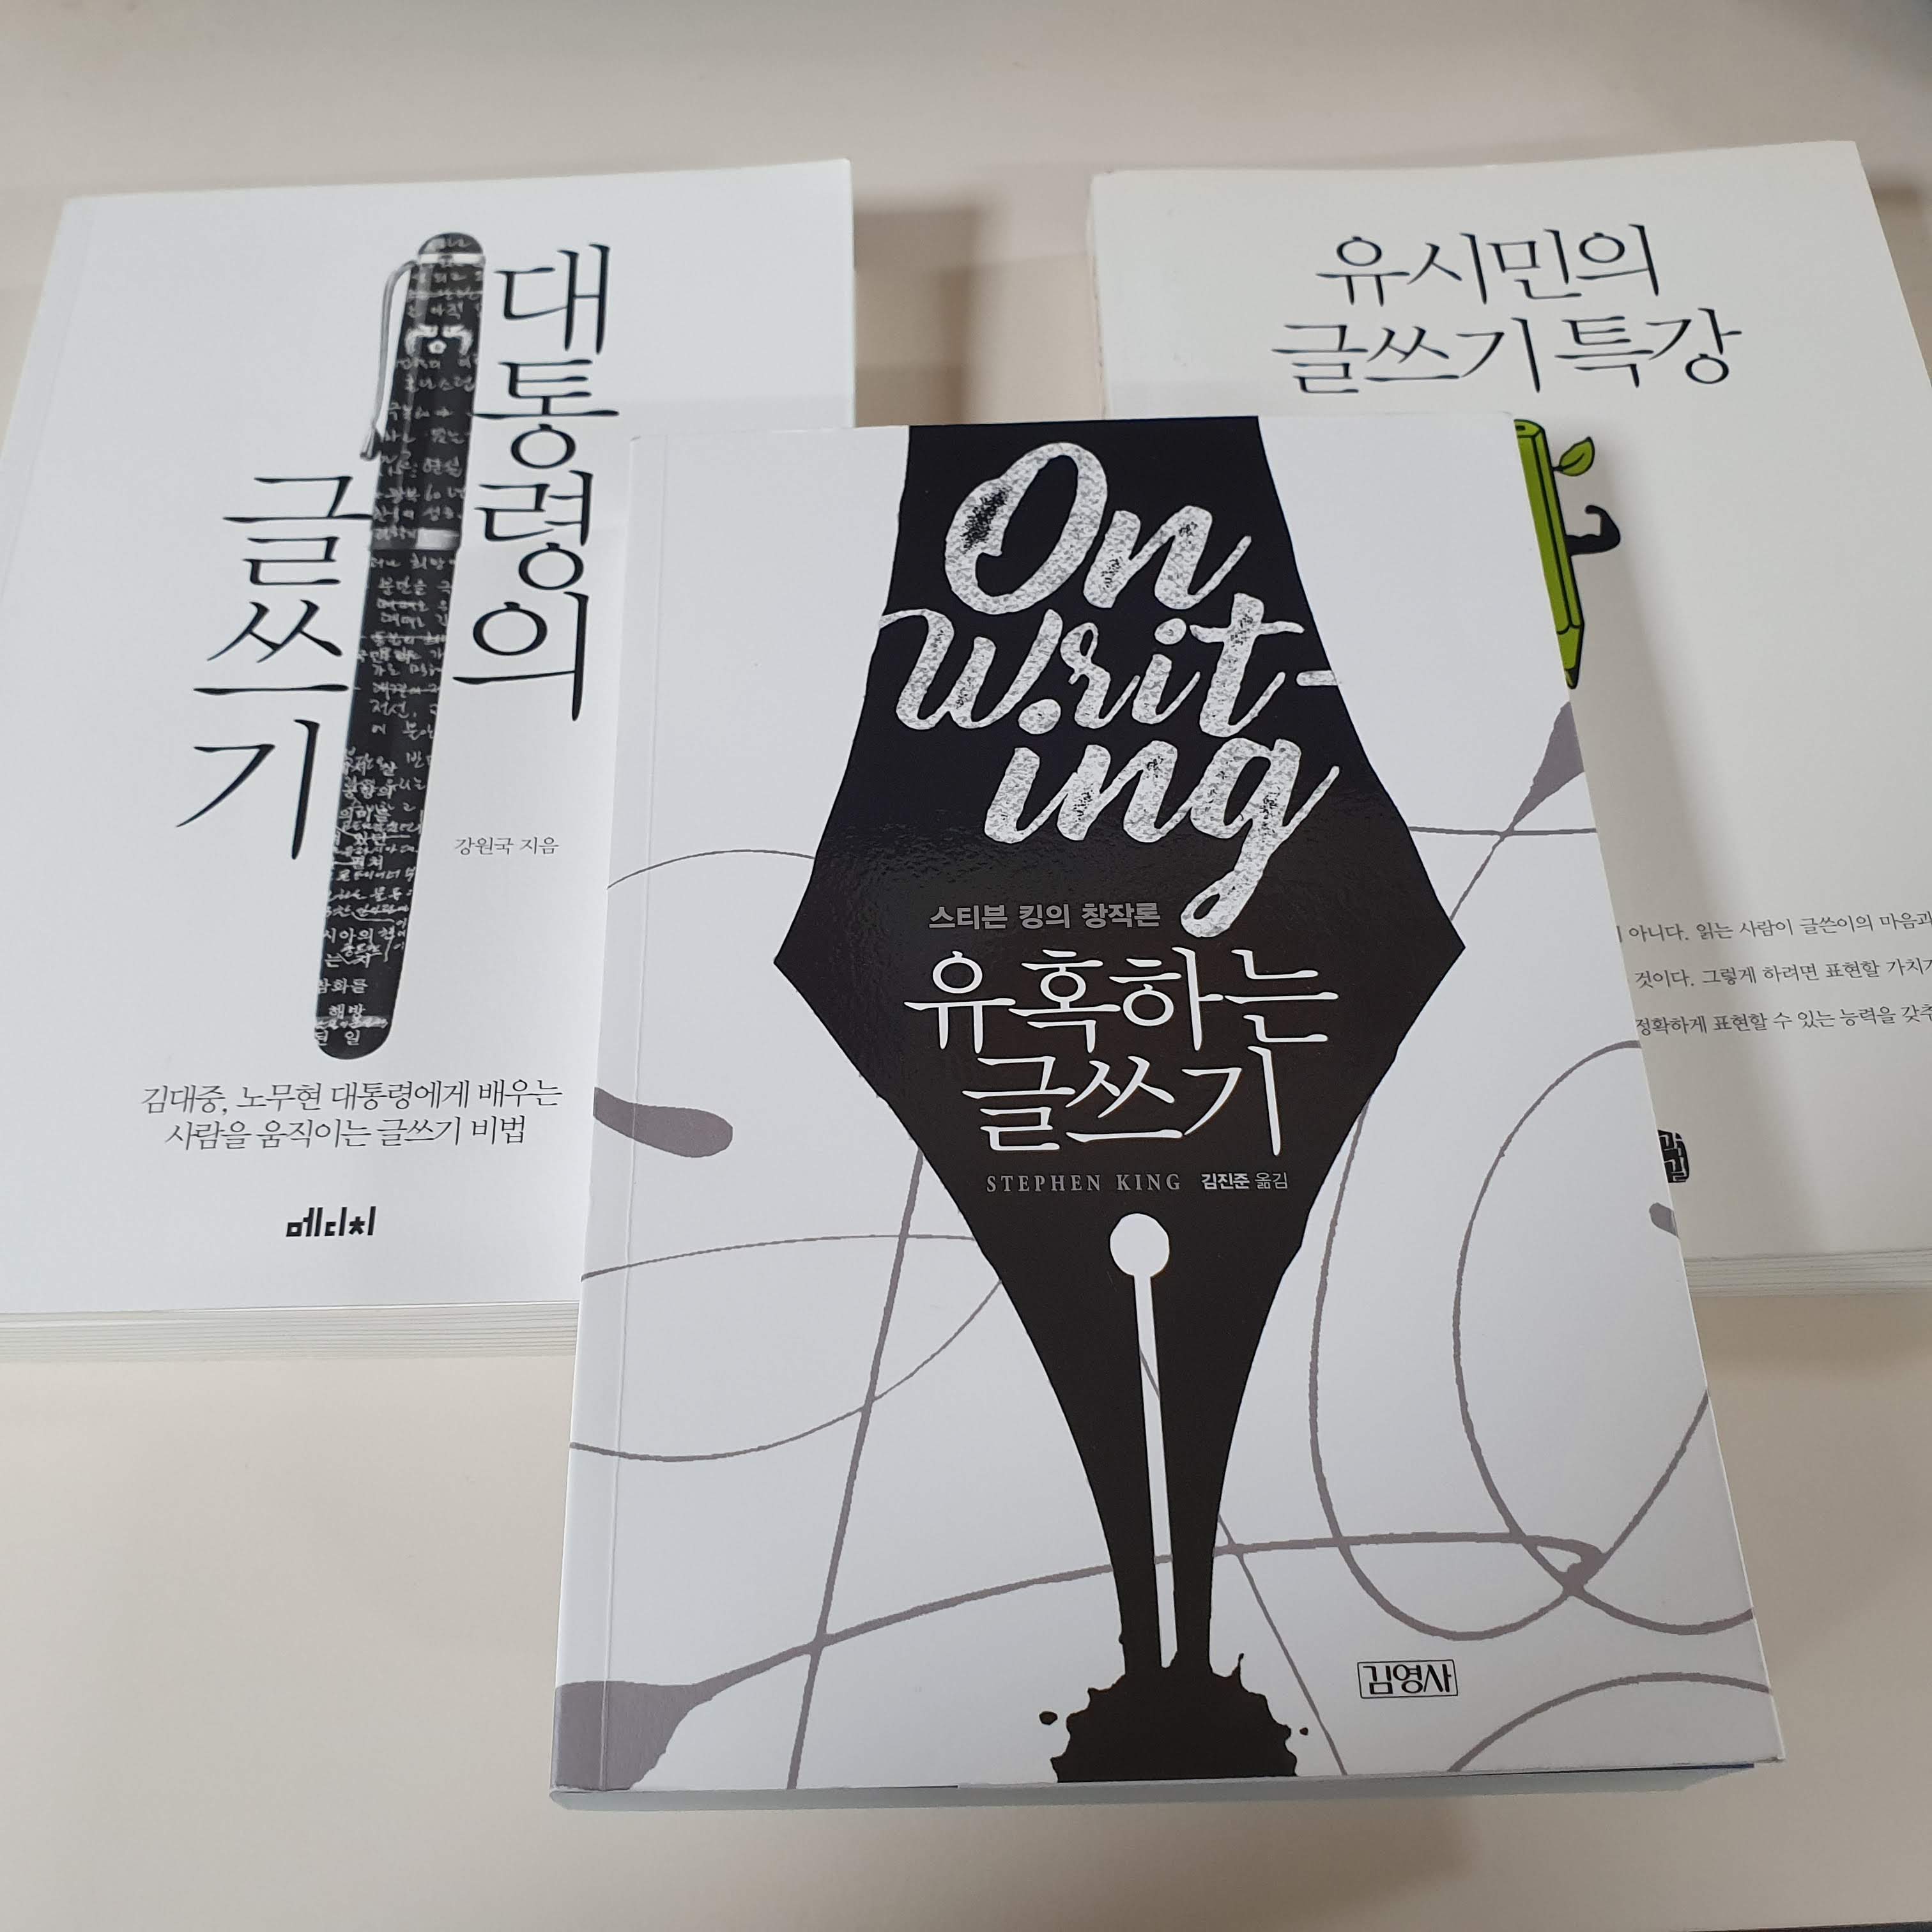 대통령의
글쓰기
강원국 지음
김대중, 노무현 대통령에게 배우는
사람을 움직이는 글쓰기 비법
메디치
유시민의
글쓰기 특강
아니다. 읽는 사람이 글쓴이의 마음과
것이다. 그렇게 하려면 표현할 가치가
정확하게 표현할 수 있는 능력을 갖추
On
writ-
ing
스티븐 킹의 창작론
유혹하는
글쓰기
STEPHEN KING 김진준 옮김
김영사